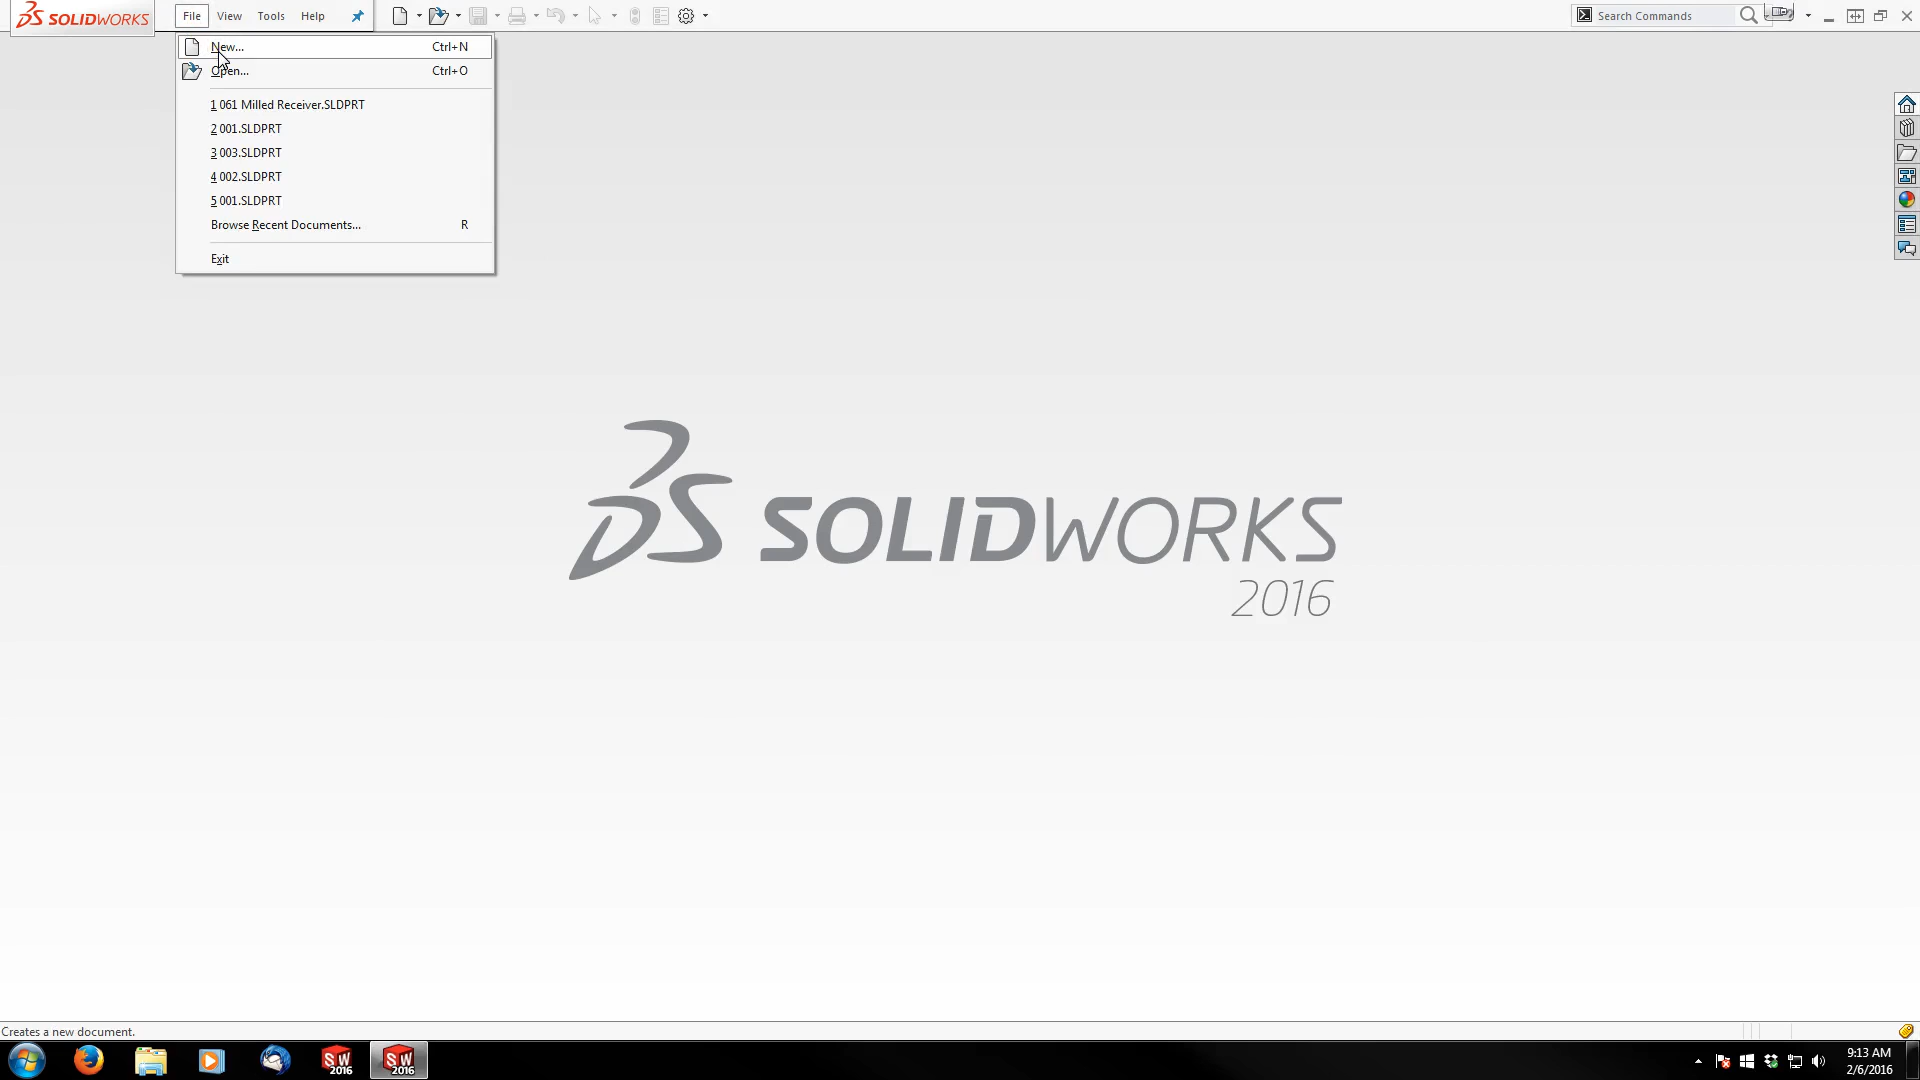 SOLIDWORKS File View Tools Help Search Commands
New... Ctrl+N
Open... Ctrl+O
1 061 Milled Receiver.SLDPRT
2 001.SLDPRT
3 003.SLDPRT
4 002.SLDPRT
5 001.SLDPRT
Browse Recent Documents... R
Exit
SOLIDWORKS
2016
Creates a new document.
SW 2016
SW 2016
9:13 AM
2/6/2016